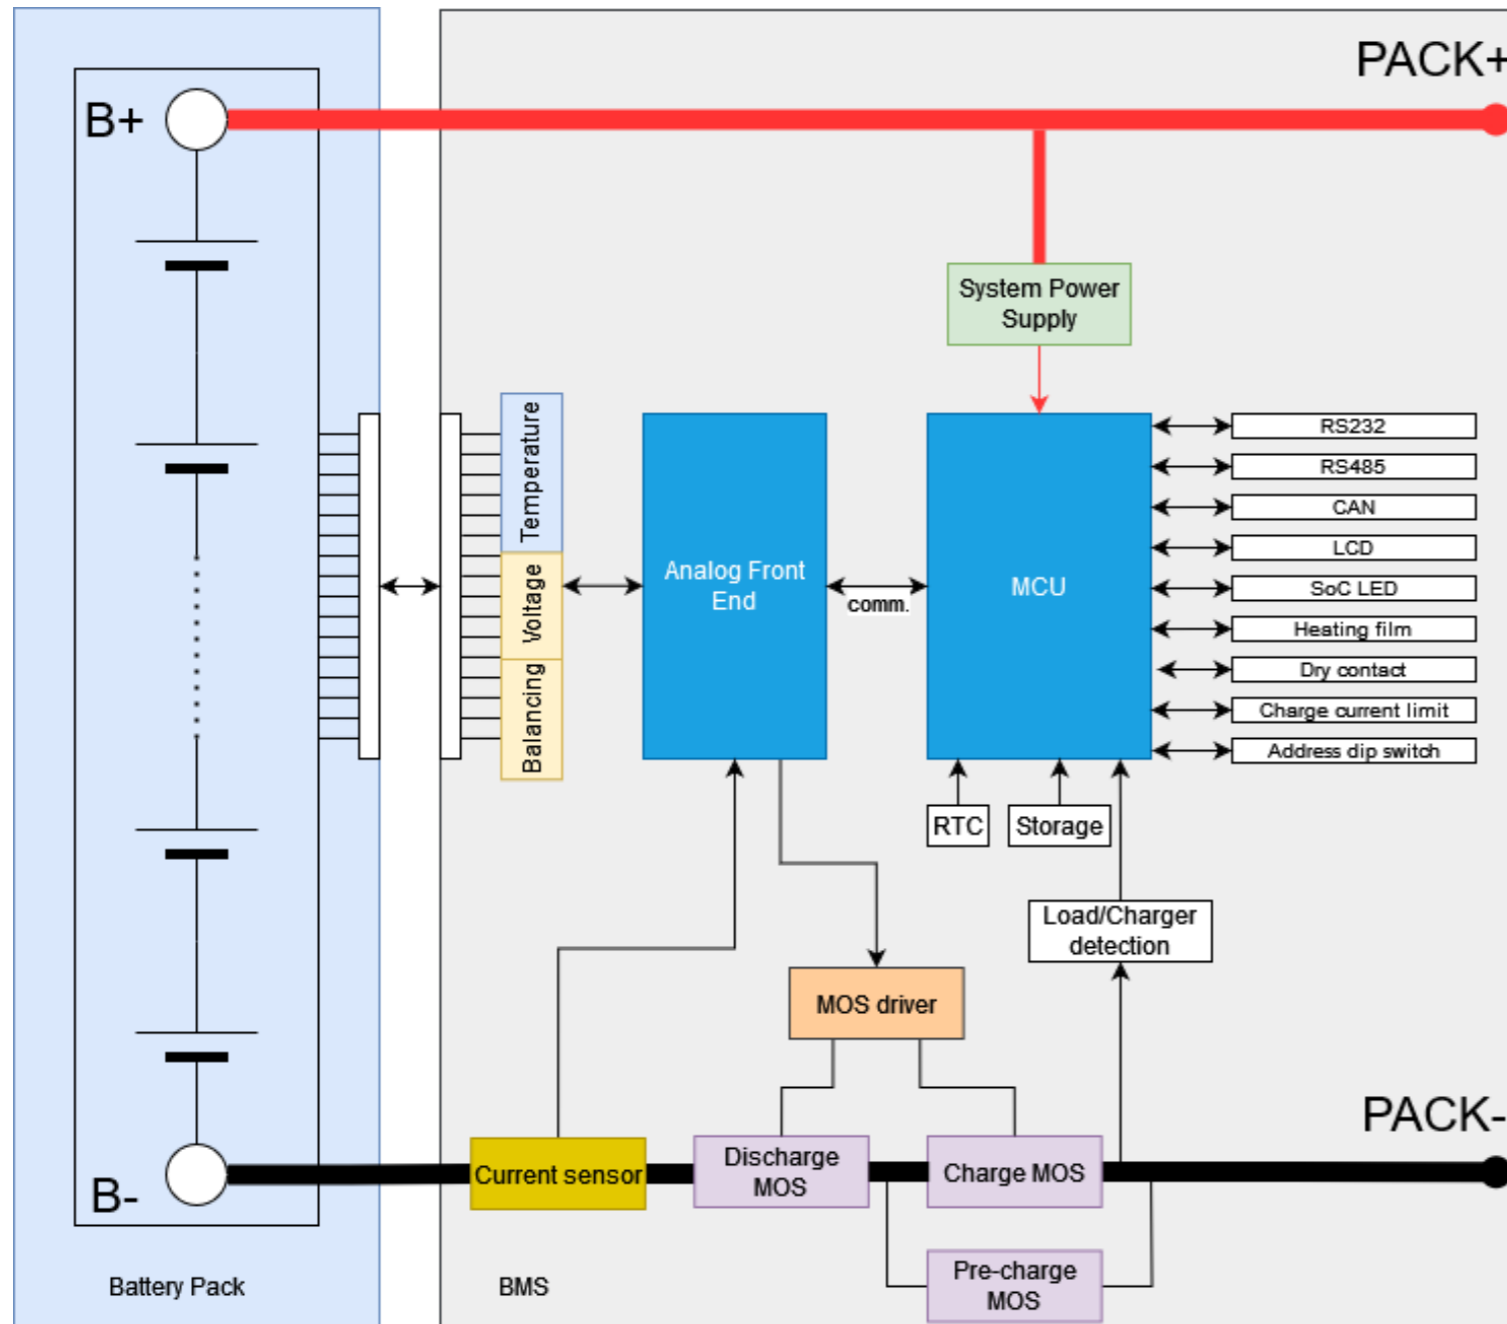 PACK+
B+
System Power
Supply
Temperature
Voltage
Balancing
Analog Front
End
comm.
MCU
RS232
RS485
CAN
LCD
SoC LED
Heating film
Dry contact
Charge current limit
Address dip switch
RTC
Storage
Load/Charger
detection
MOS driver
PACK-
B-
Current sensor
Discharge
MOS
Charge MOS
Pre-charge
MOS
Battery Pack
BMS